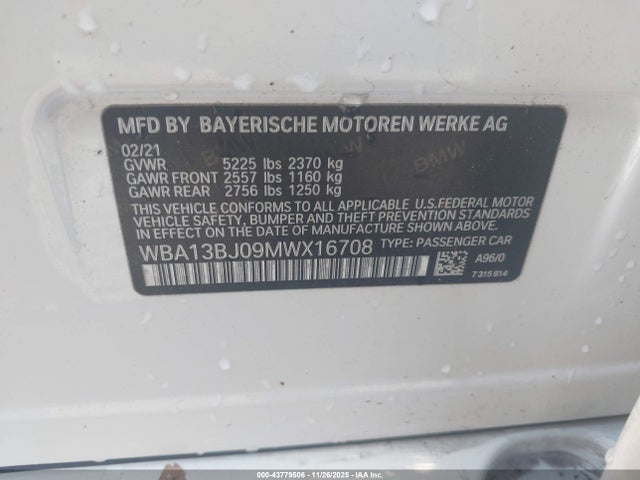 MFD BY BAYERISCHE MOTOREN WERKE AG
02/21
GVWR 5225 lbs 2370 kg
GAWR FRONT 2557 lbs 1160 kg
GAWR REAR 2756 lbs 1250 kg
THIS VEHICLE CONFORMS TO ALL APPLICABLE U.S.FEDERAL MOTOR
VEHICLE SAFETY, BUMPER AND THEFT PREVENTION STANDARDS
IN EFFECT ON THE DATE OF MANUFACTURE SHOWN ABOVE.
WBA13BJ09MWX16708 TYPE: PASSENGER CAR
A96/0
7 315 814
BMW
BMW
000-43779506 11/26/2025 IAA Inc.